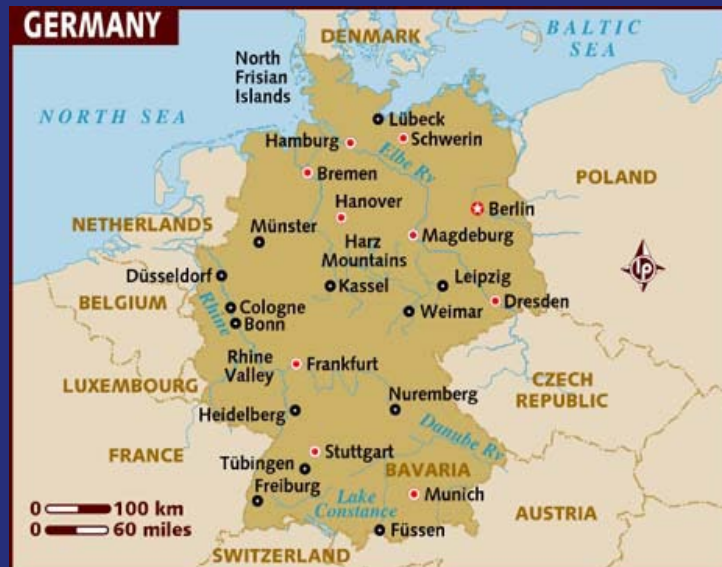 GERMANY
DENMARK
BALTIC
SEA
North
Frisian
Islands
NORTH SEA
Lübeck
Hamburg
Schwerin
Elbe Rv
Bremen
POLAND
Hanover
Berlin
NETHERLANDS
Münster
Magdeburg
Harz
Mountains
Düsseldorf
Kassel
Leipzig
lp
BELGIUM
Cologne
Weimar
Dresden
Rhine
Bonn
Rhine
Valley
Frankfurt
LUXEMBOURG
CZECH
REPUBLIC
Heidelberg
Nuremberg
Danube Rv
FRANCE
Stuttgart
Tübingen
BAVARIA
Freiburg
Munich
Lake
Constance
0 100 km
0 60 miles
AUSTRIA
Füssen
SWITZERLAND